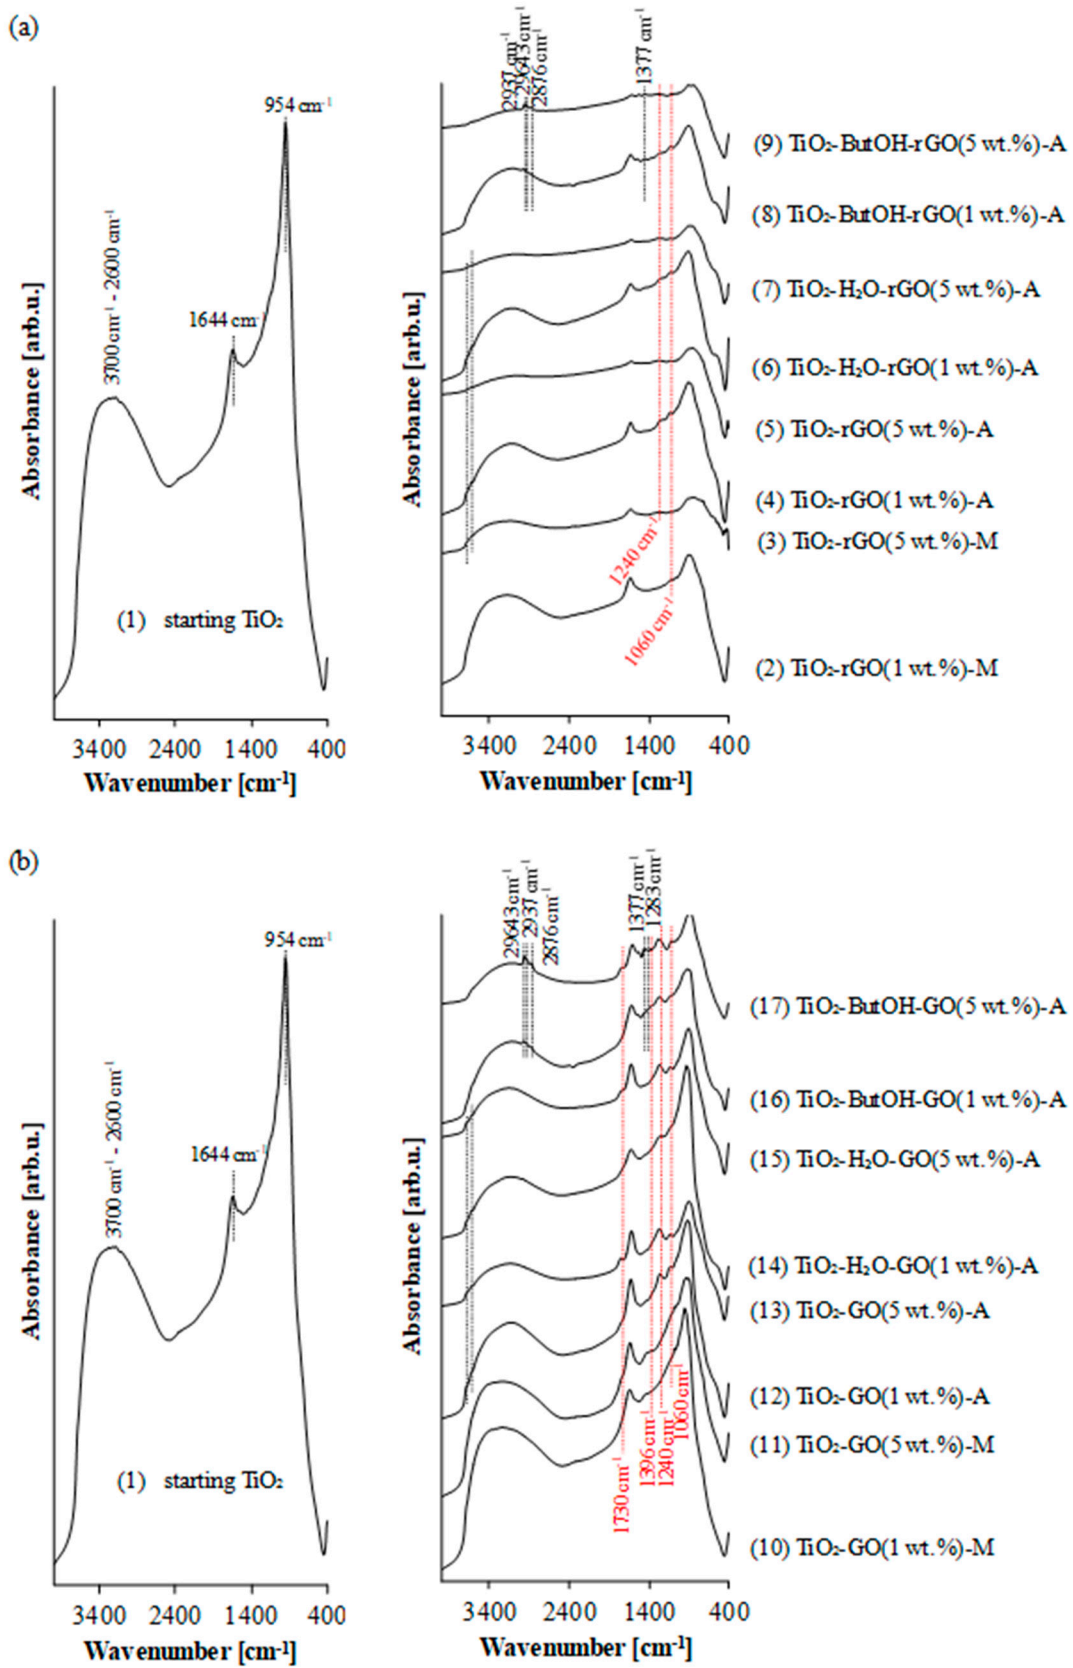 (a)
954 cm⁻¹
3700 cm⁻¹ - 2600 cm⁻¹
1644 cm⁻¹
(1) starting TiO₂
Absorbance [arb.u.]
3400 2400 1400 400
Wavenumber [cm⁻¹]
2937 cm⁻¹
29643 cm⁻¹
2876 cm⁻¹
1377 cm⁻¹
1240 cm⁻¹
1060 cm⁻¹
Absorbance [arb.u.]
3400 2400 1400 400
Wavenumber [cm⁻¹]
(9) TiO₂-ButOH-rGO(5 wt.%)-A
(8) TiO₂-ButOH-rGO(1 wt.%)-A
(7) TiO₂-H₂O-rGO(5 wt.%)-A
(6) TiO₂-H₂O-rGO(1 wt.%)-A
(5) TiO₂-rGO(5 wt.%)-A
(4) TiO₂-rGO(1 wt.%)-A
(3) TiO₂-rGO(5 wt.%)-M
(2) TiO₂-rGO(1 wt.%)-M
(b)
954 cm⁻¹
3700 cm⁻¹ - 2600 cm⁻¹
1644 cm⁻¹
(1) starting TiO₂
Absorbance [arb.u.]
3400 2400 1400 400
Wavenumber [cm⁻¹]
29643 cm⁻¹
2937 cm⁻¹
2876 cm⁻¹
1377 cm⁻¹
1283 cm⁻¹
1730 cm⁻¹
1396 cm⁻¹
1240 cm⁻¹
1060 cm⁻¹
Absorbance [arb.u.]
3400 2400 1400 400
Wavenumber [cm⁻¹]
(17) TiO₂-ButOH-GO(5 wt.%)-A
(16) TiO₂-ButOH-GO(1 wt.%)-A
(15) TiO₂-H₂O-GO(5 wt.%)-A
(14) TiO₂-H₂O-GO(1 wt.%)-A
(13) TiO₂-GO(5 wt.%)-A
(12) TiO₂-GO(1 wt.%)-A
(11) TiO₂-GO(5 wt.%)-M
(10) TiO₂-GO(1 wt.%)-M